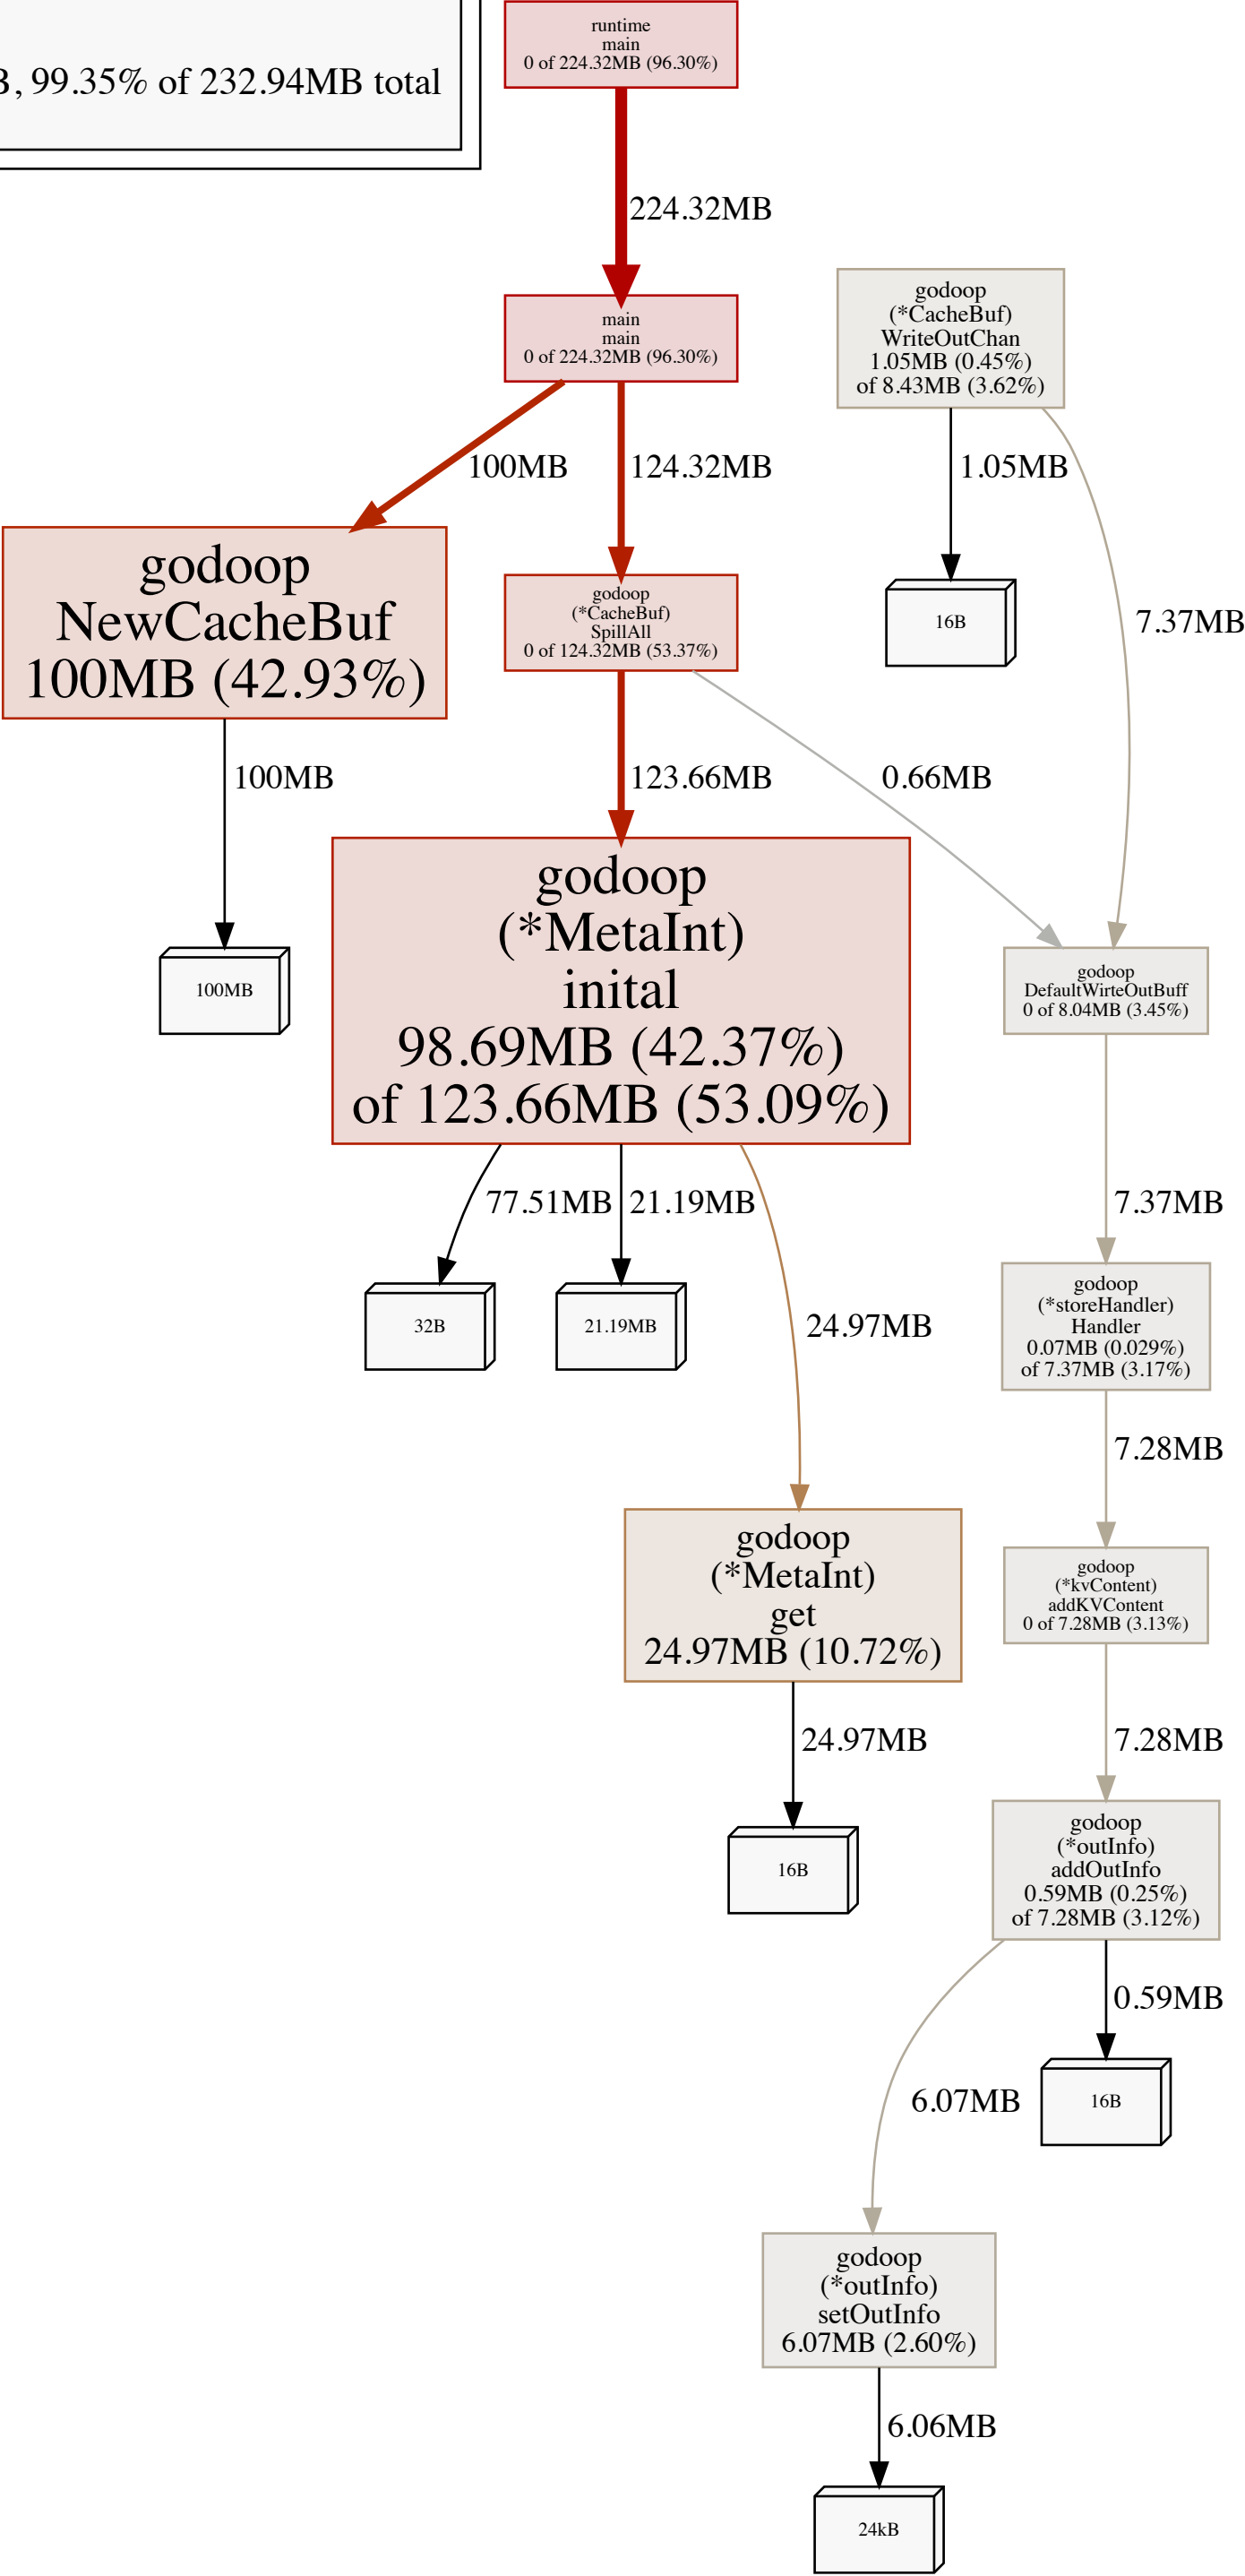 runtime
main
0 of 224.32MB (96.30%)
B, 99.35% of 232.94MB total
224.32MB
main
main
0 of 224.32MB (96.30%)
godoop
(*CacheBuf)
WriteOutChan
1.05MB (0.45%)
of 8.43MB (3.62%)
100MB
124.32MB
1.05MB
7.37MB
godoop
NewCacheBuf
100MB (42.93%)
godoop
(*CacheBuf)
SpillAll
0 of 124.32MB (53.37%)
16B
100MB
123.66MB
0.66MB
godoop
(*MetaInt)
inital
98.69MB (42.37%)
of 123.66MB (53.09%)
100MB
godoop
DefaultWirteOutBuff
0 of 8.04MB (3.45%)
77.51MB
21.19MB
7.37MB
32B
21.19MB
24.97MB
godoop
(*storeHandler)
Handler
0.07MB (0.029%)
of 7.37MB (3.17%)
7.28MB
godoop
(*MetaInt)
get
24.97MB (10.72%)
godoop
(*kvContent)
addKVContent
0 of 7.28MB (3.13%)
24.97MB
7.28MB
16B
godoop
(*outInfo)
addOutInfo
0.59MB (0.25%)
of 7.28MB (3.12%)
0.59MB
6.07MB
16B
godoop
(*outInfo)
setOutInfo
6.07MB (2.60%)
6.06MB
24kB